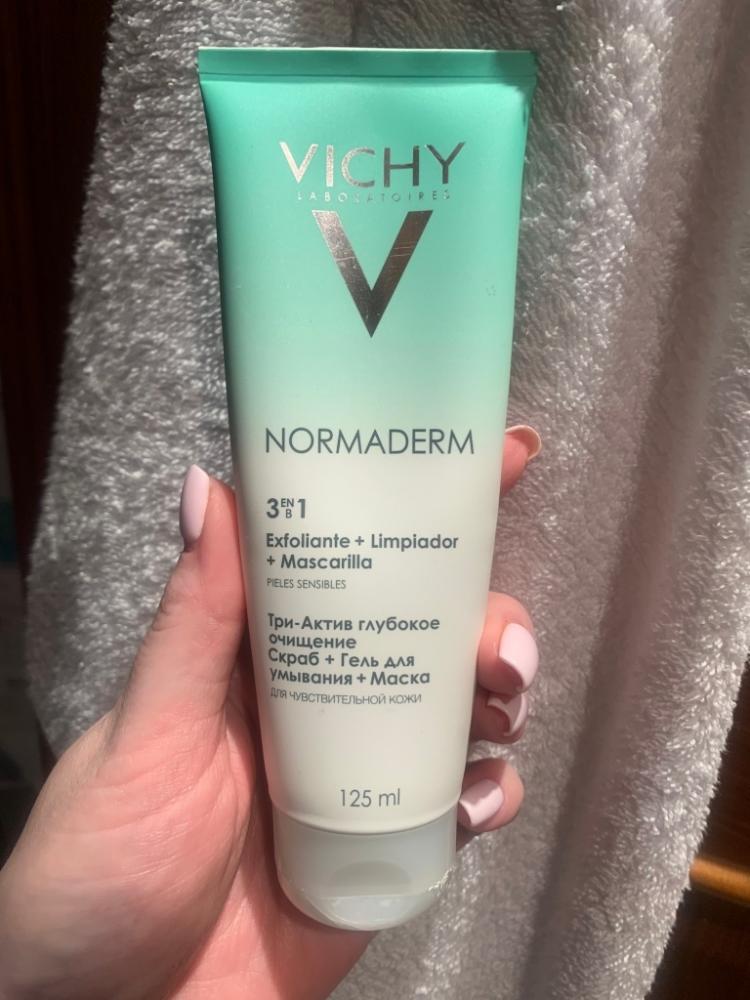 VICHY
LABORATOIRES
V
NORMADERM
3 EN В 1
Exfoliante + Limpiador
+ Mascarilla
PIELES SENSIBLES
Три-Актив глубокое
очищение
Скраб + Гель для
умывания + Маска
ДЛЯ ЧУВСТВИТЕЛЬНОЙ КОЖИ
125 ml